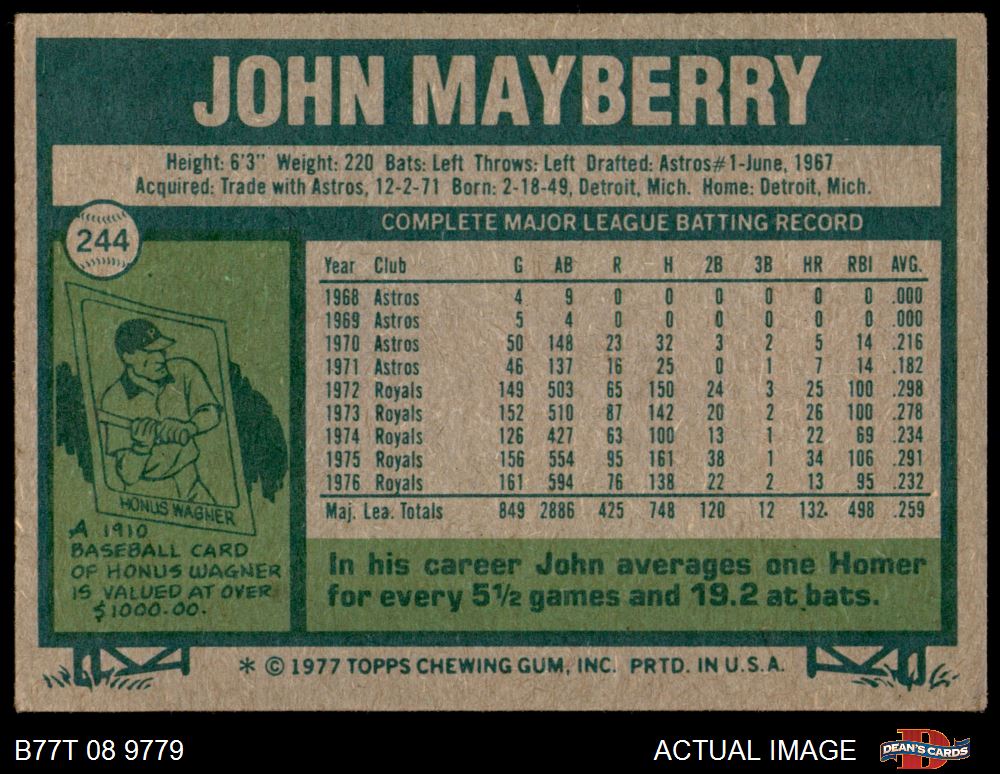 JOHN MAYBERRY
Height: 6'3" Weight: 220 Bats: Left Throws: Left Drafted: Astros#1-June, 1967
Acquired: Trade with Astros, 12-2-71 Born: 2-18-49, Detroit, Mich. Home: Detroit, Mich.
244
COMPLETE MAJOR LEAGUE BATTING RECORD
Year Club G AB R H 2B 3B HR RBI AVG.
1968 Astros 4 9 0 0 0 0 0 0 .000
1969 Astros 5 4 0 0 0 0 0 0 .000
1970 Astros 50 148 23 32 3 2 5 14 .216
1971 Astros 46 137 16 25 0 1 7 14 .182
1972 Royals 149 503 65 150 24 3 25 100 .298
1973 Royals 152 510 87 142 20 2 26 100 .278
1974 Royals 126 427 63 100 13 1 22 69 .234
1975 Royals 156 554 95 161 38 1 34 106 .291
1976 Royals 161 594 76 138 22 2 13 95 .232
Maj. Lea. Totals 849 2886 425 748 120 12 132 498 .259
HONUS WAGNER
A 1910
BASEBALL CARD
OF HONUS WAGNER
IS VALUED AT OVER
$1000.00.
In his career John averages one Homer
for every 5½ games and 19.2 at bats.
* © 1977 TOPPS CHEWING GUM, INC. PRTD. IN U.S.A.
B77T 08 9779
ACTUAL IMAGE
DEAN'S CARDS